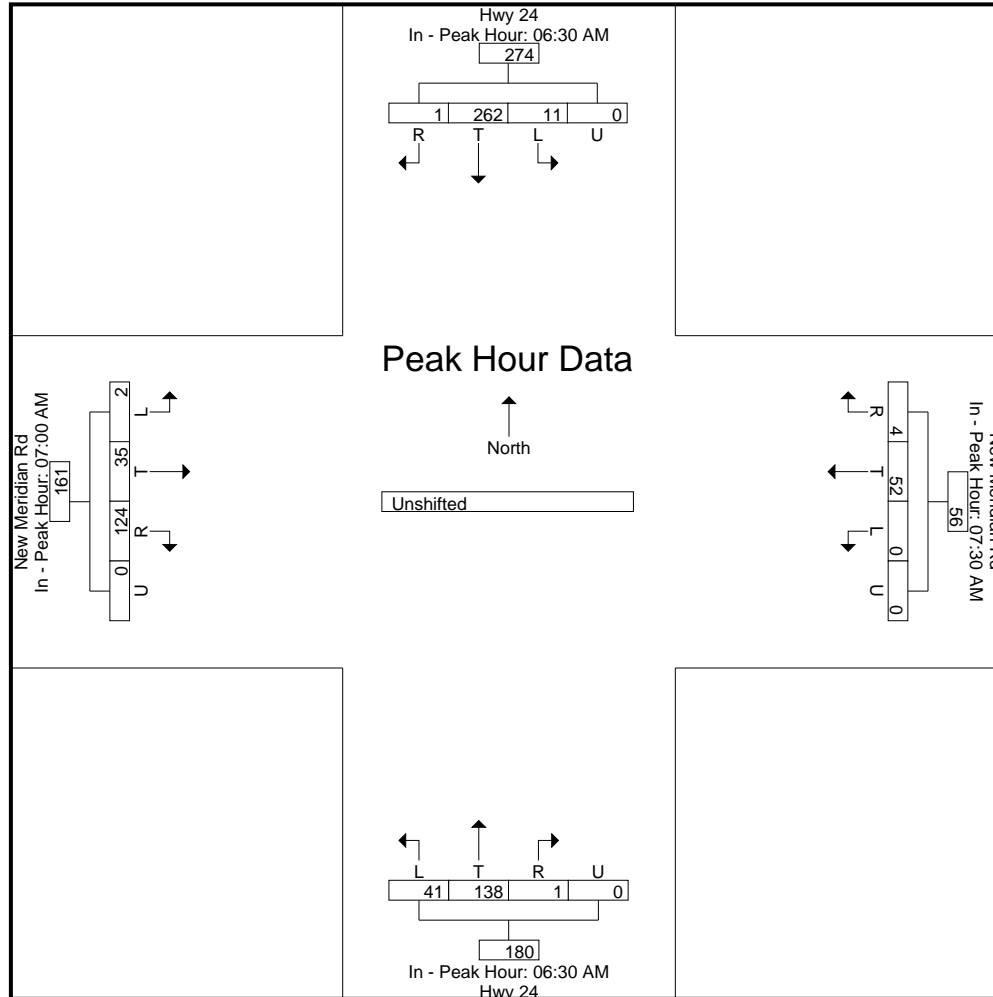 Hwy 24
In - Peak Hour: 06:30 AM
274
1 262 11 0
R T L U
Peak Hour Data
North
Unshifted
New Meridian Rd
In - Peak Hour: 07:00 AM
161
2 35 124 0
L T R U
In - Peak Hour: 07:30 AM
56
4 52 0 0
R T L U
L T R U
41 138 1 0
180
In - Peak Hour: 06:30 AM
Hwy 24